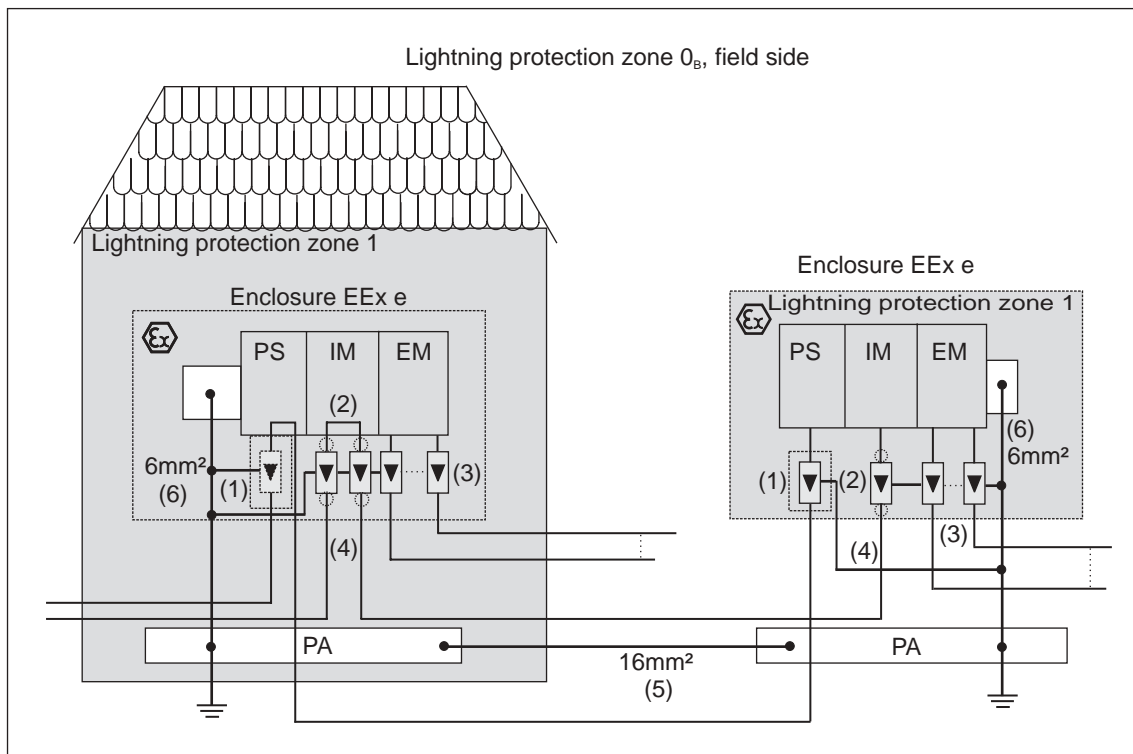 Lightning protection zone 0B, field side
Lightning protection zone 1
Enclosure EEx e
Ex
PS IM EM
(2)
6mm²
(6)
(1)
(3)
(4)
PA
16mm²
(5)
Enclosure EEx e
Lightning protection zone 1
Ex
PS IM EM
(6)
6mm²
(1)
(2)
(3)
(4)
PA